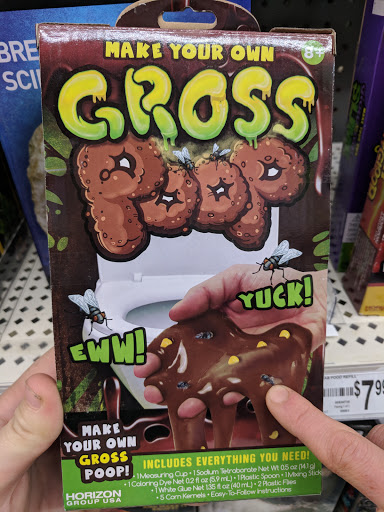 BRE
SCI
MAKE YOUR OWN
8+
GROSS
POOP
YUCK!
EWW!
$7.99
MAKE
YOUR OWN
GROSS
POOP!
INCLUDES EVERYTHING YOU NEED!
• 1 Measuring Cup • 1 Sodium Tetraborate Net Wt 0.5 oz (14.1 g)
• 1 Coloring Dye Net 0.2 fl oz (5.9 mL) • 1 Plastic Spoon • 1 Mixing Stick
• 1 White Glue Net 1.35 fl oz (40 mL) • 2 Plastic Flies
• 5 Corn Kernels • Easy-To-Follow Instructions
HORIZON
GROUP USA